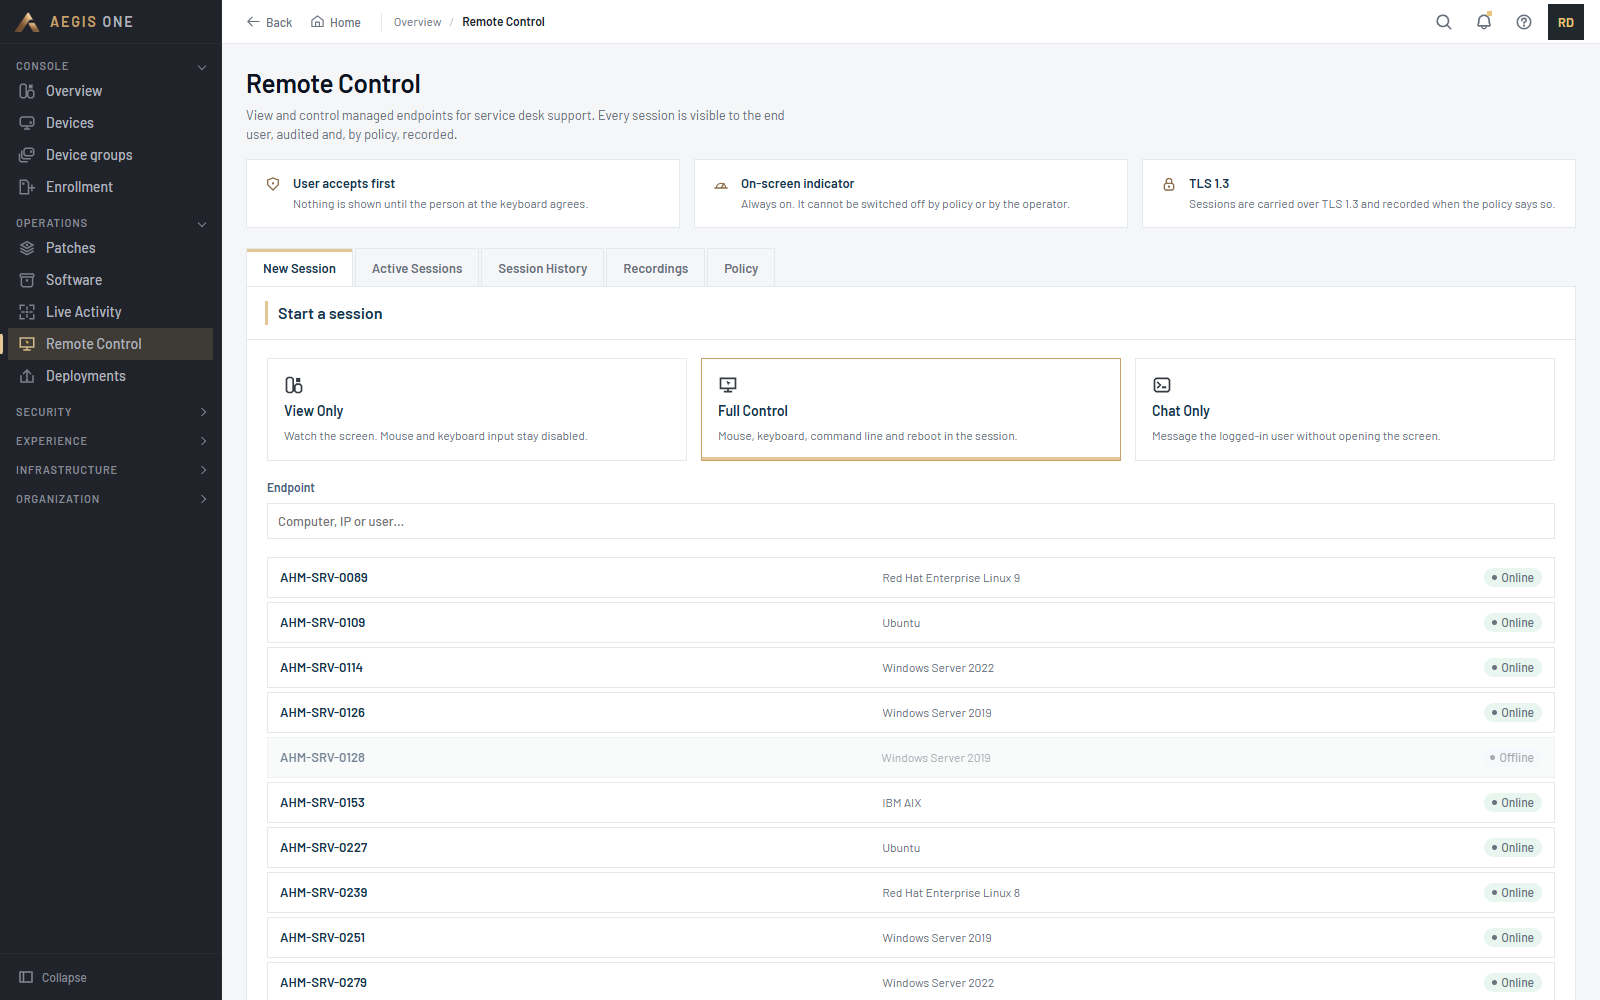 AEGIS ONE
Back
Home
Overview / Remote Control
RD
CONSOLE
Overview
Devices
Device groups
Enrollment
OPERATIONS
Patches
Software
Live Activity
Remote Control
Deployments
SECURITY
EXPERIENCE
INFRASTRUCTURE
ORGANIZATION
Collapse
Remote Control
View and control managed endpoints for service desk support. Every session is visible to the end
user, audited and, by policy, recorded.
User accepts first
Nothing is shown until the person at the keyboard agrees.
On-screen indicator
Always on. It cannot be switched off by policy or by the operator.
TLS 1.3
Sessions are carried over TLS 1.3 and recorded when the policy says so.
New Session
Active Sessions
Session History
Recordings
Policy
Start a session
View Only
Watch the screen. Mouse and keyboard input stay disabled.
Full Control
Mouse, keyboard, command line and reboot in the session.
Chat Only
Message the logged-in user without opening the screen.
Endpoint
Computer, IP or user...
AHM-SRV-0089 Red Hat Enterprise Linux 9 Online
AHM-SRV-0109 Ubuntu Online
AHM-SRV-0114 Windows Server 2022 Online
AHM-SRV-0126 Windows Server 2019 Online
AHM-SRV-0128 Windows Server 2019 Offline
AHM-SRV-0153 IBM AIX Online
AHM-SRV-0227 Ubuntu Online
AHM-SRV-0239 Red Hat Enterprise Linux 8 Online
AHM-SRV-0251 Windows Server 2019 Online
AHM-SRV-0279 Windows Server 2022 Online